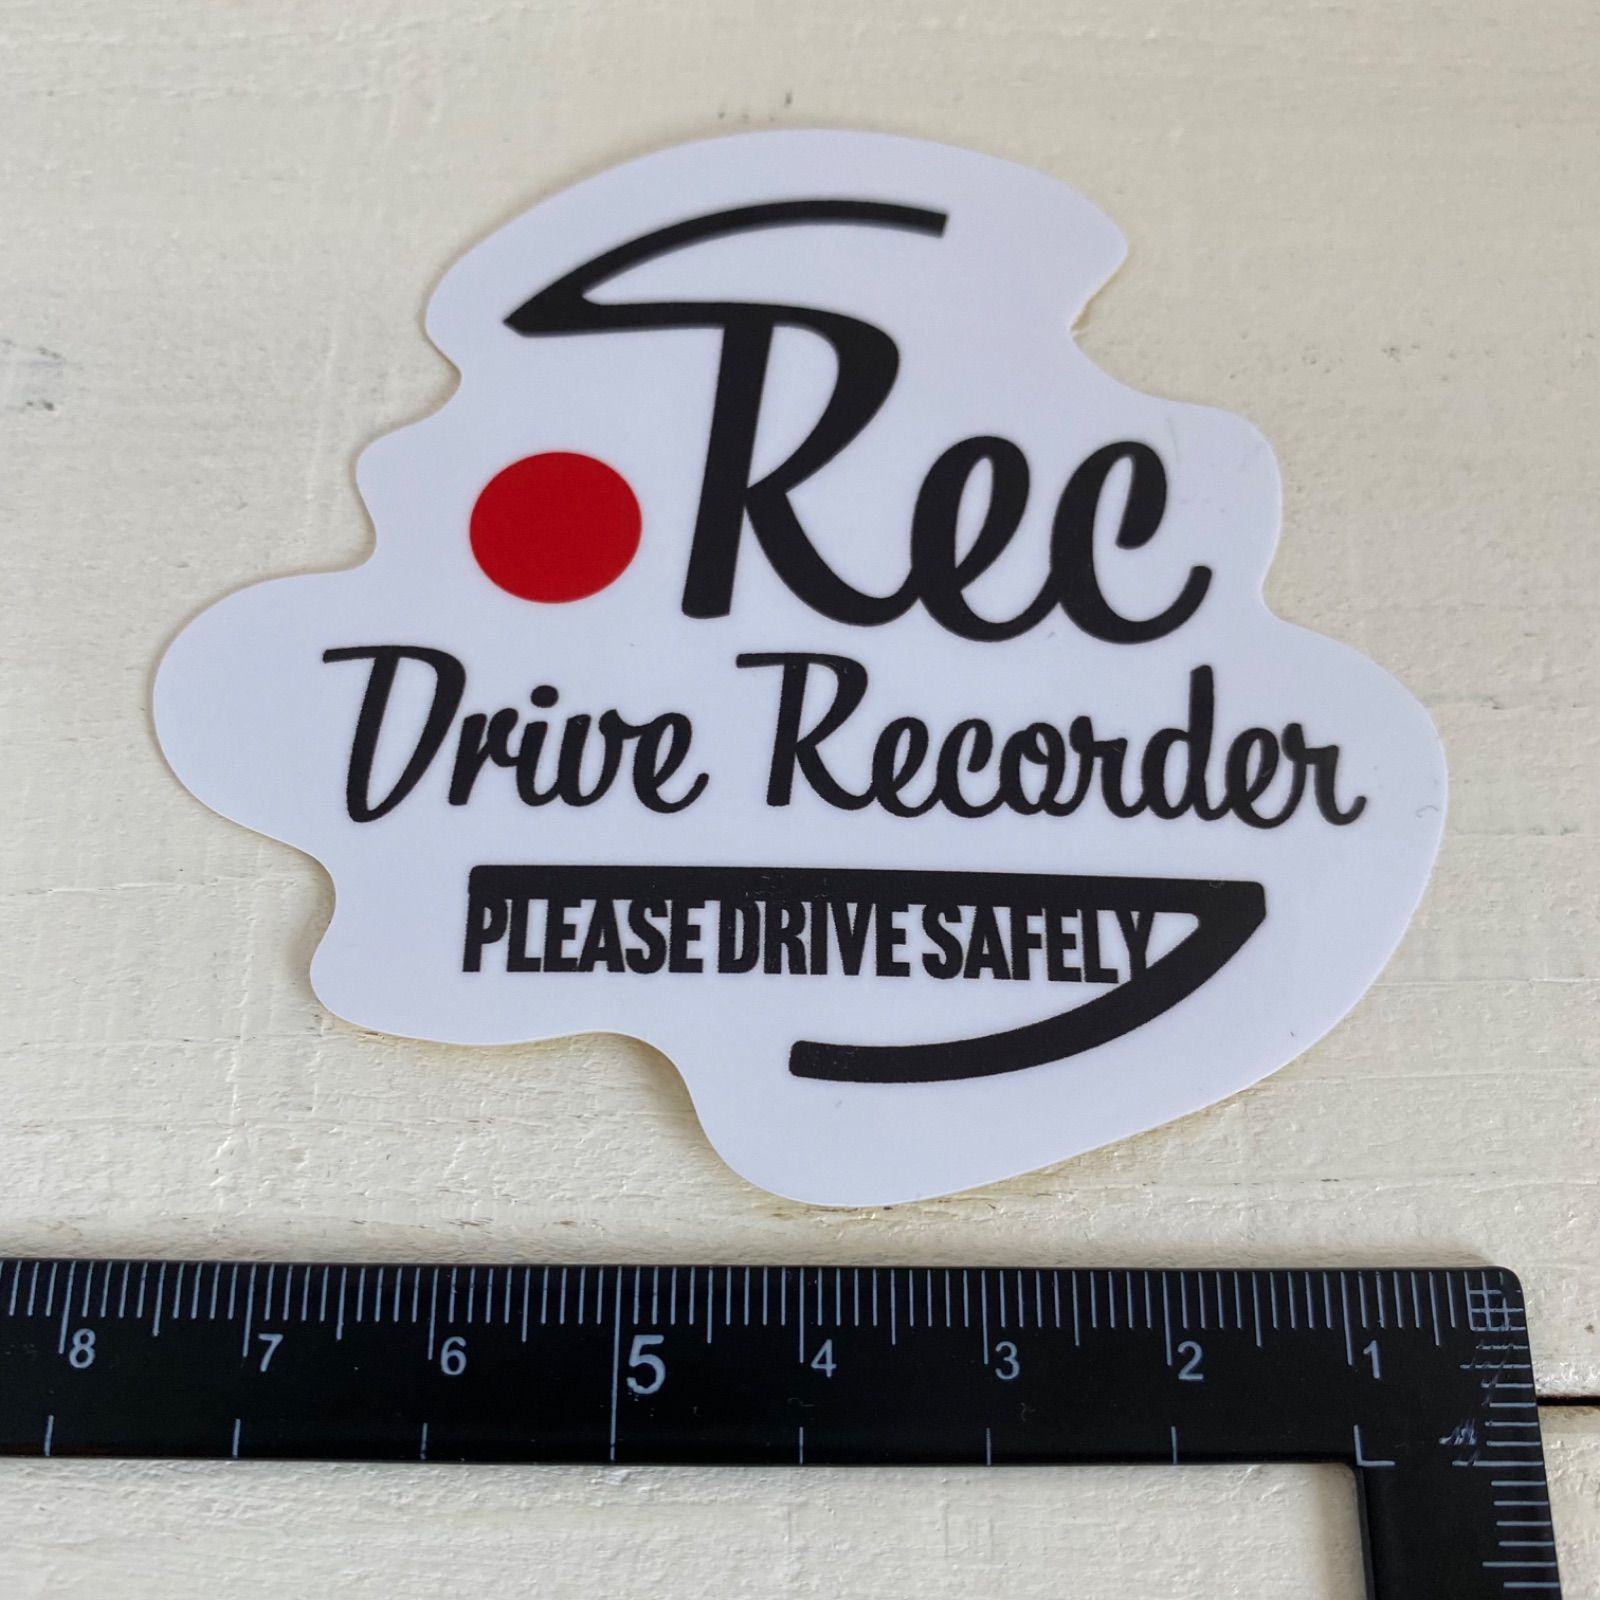 Rec
Drive Recorder
PLEASE DRIVE SAFELY
8 7 6 5 4 3 2 1